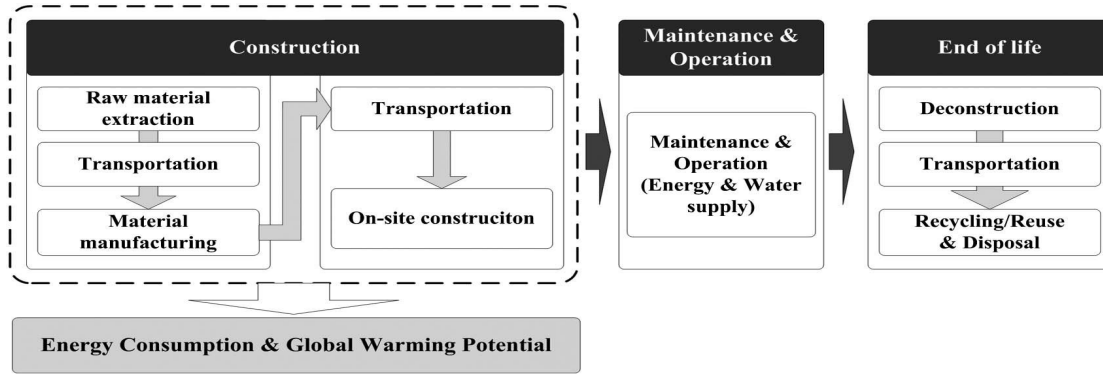 Construction
Raw material
extraction
Transportation
Material
manufacturing
Transportation
On-site construciton
Maintenance &
Operation
Maintenance &
Operation
(Energy & Water
supply)
End of life
Deconstruction
Transportation
Recycling/Reuse
& Disposal
Energy Consumption & Global Warming Potential